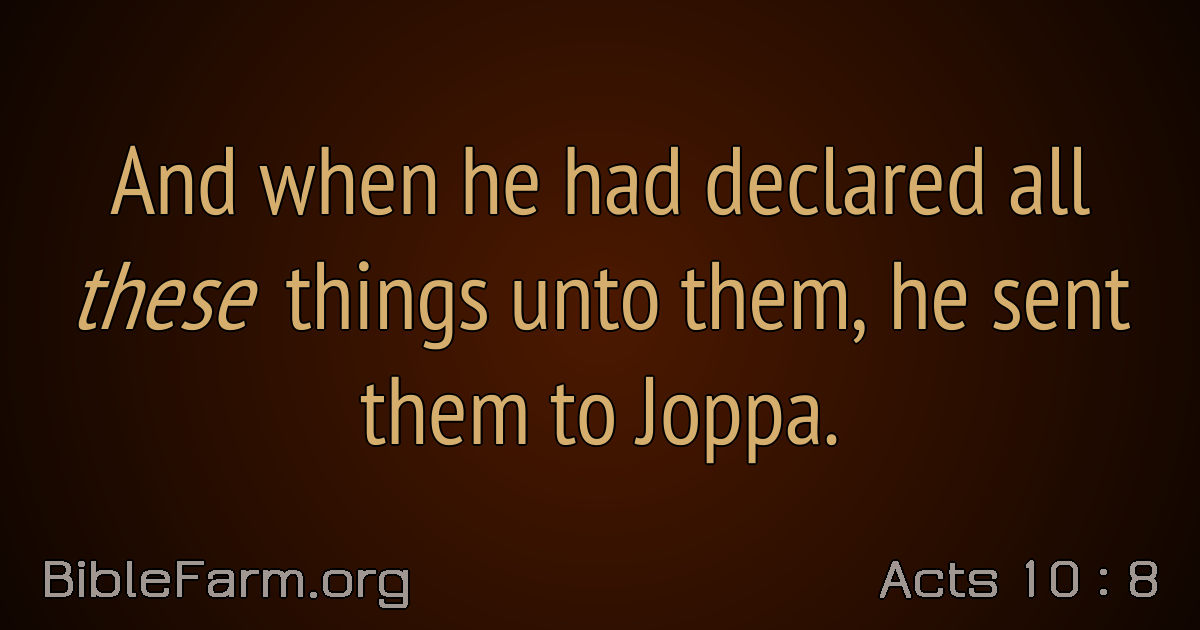 And when he had declared all
these things unto them, he sent
them to Joppa.
BibleFarm.org
Acts 10 : 8